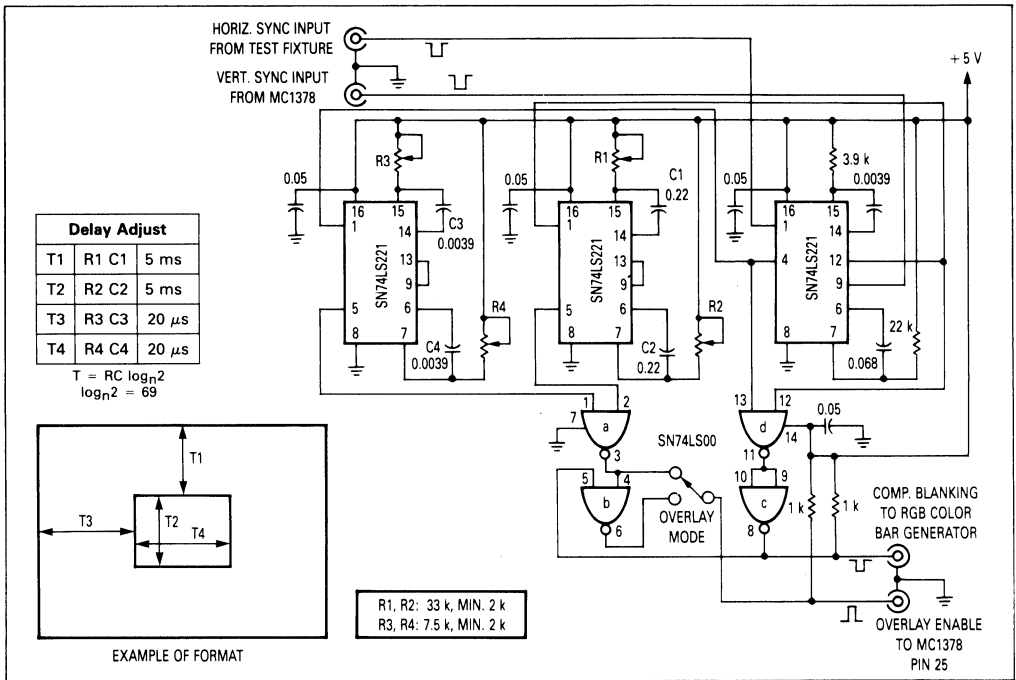 HORIZ. SYNC INPUT
FROM TEST FIXTURE
VERT. SYNC INPUT
FROM MC1378
+ 5 V
R3
R1
3.9 k
0.05
0.05
C1
0.22
0.05
0.0039
16
15
1
14
C3
0.0039
13
9
SN74LS221
5
6
8
7
C4
0.0039
R4
16
15
1
14
13
9
SN74LS221
5
6
8
7
C2
0.22
R2
16
15
1
14
4
12
9
SN74LS221
6
8
7
0.068
22 k
Delay Adjust
T1 R1 C1 5 ms
T2 R2 C2 5 ms
T3 R3 C3 20 μs
T4 R4 C4 20 μs
T = RC logn2
logn2 = 69
1
2
7
a
3
SN74LS00
13
12
d
14
0.05
11
5
4
b
6
OVERLAY
MODE
10
9
c
8
1 k
1 k
COMP. BLANKING
TO RGB COLOR
BAR GENERATOR
OVERLAY ENABLE
TO MC1378
PIN 25
T1
T3
T2
T4
EXAMPLE OF FORMAT
R1, R2: 33 k, MIN. 2 k
R3, R4: 7.5 k, MIN. 2 k